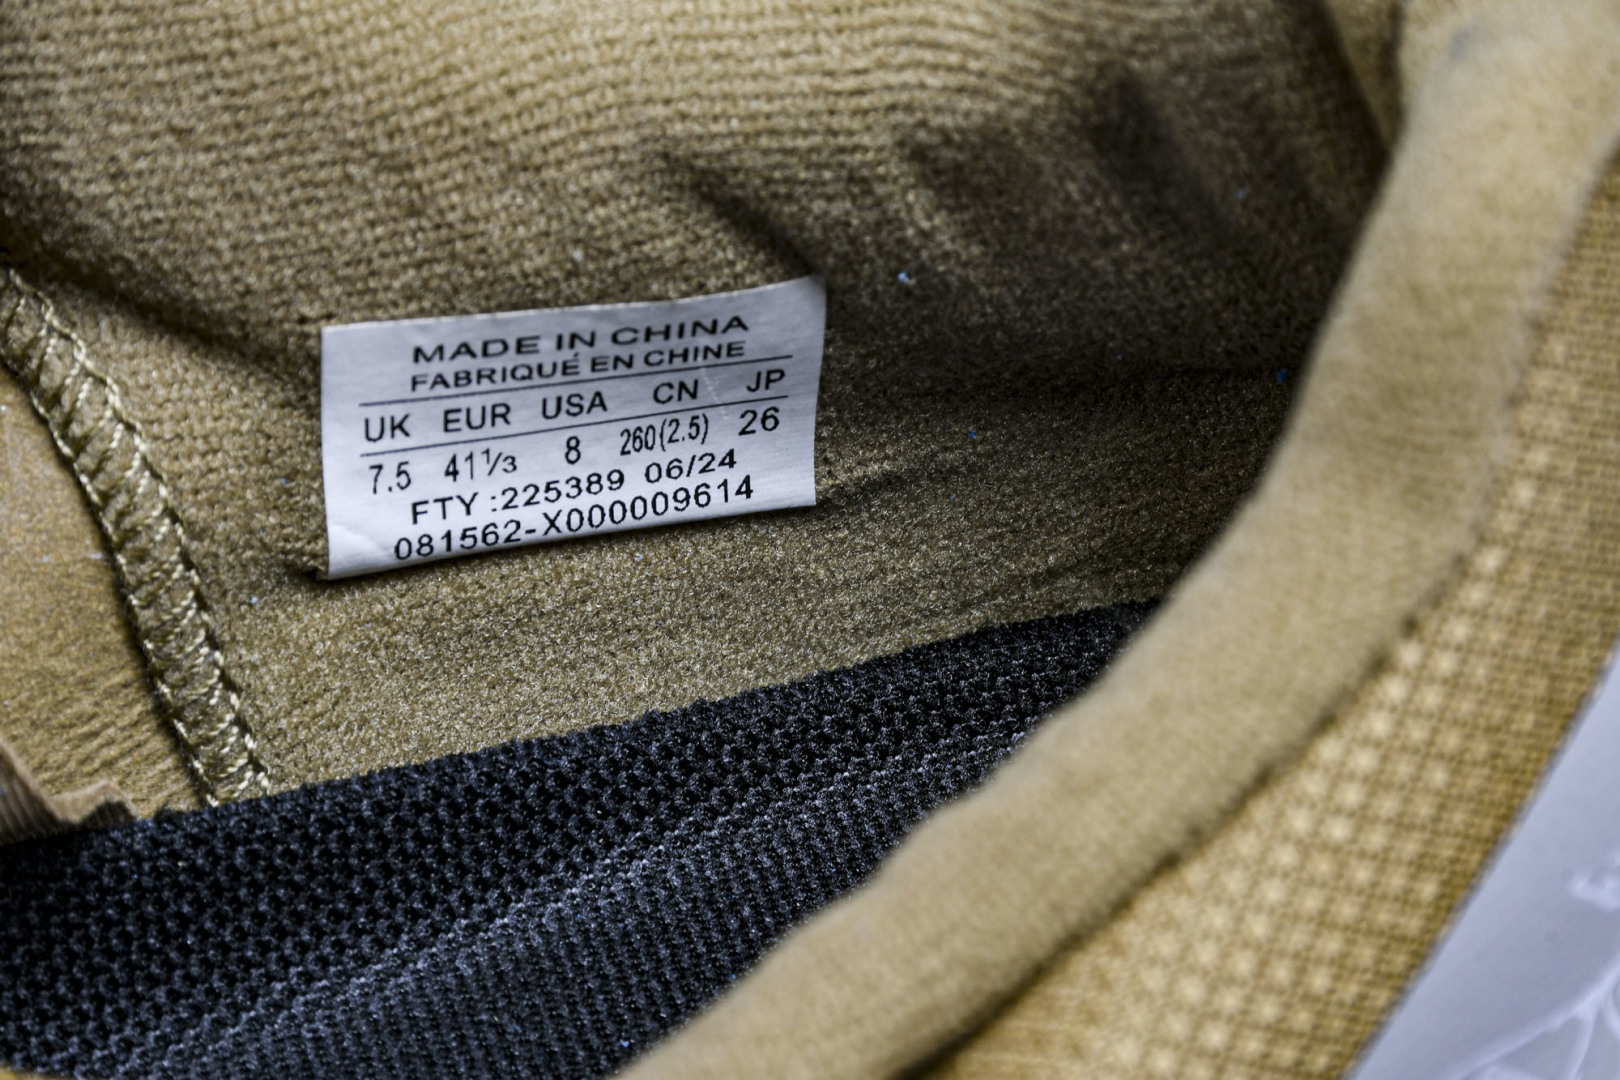 MADE IN CHINA
FABRIQUÉ EN CHINE
UK EUR USA CN JP
7.5 41⅓ 8 260(2.5) 26
FTY :225389 06/24
081562-X000009614